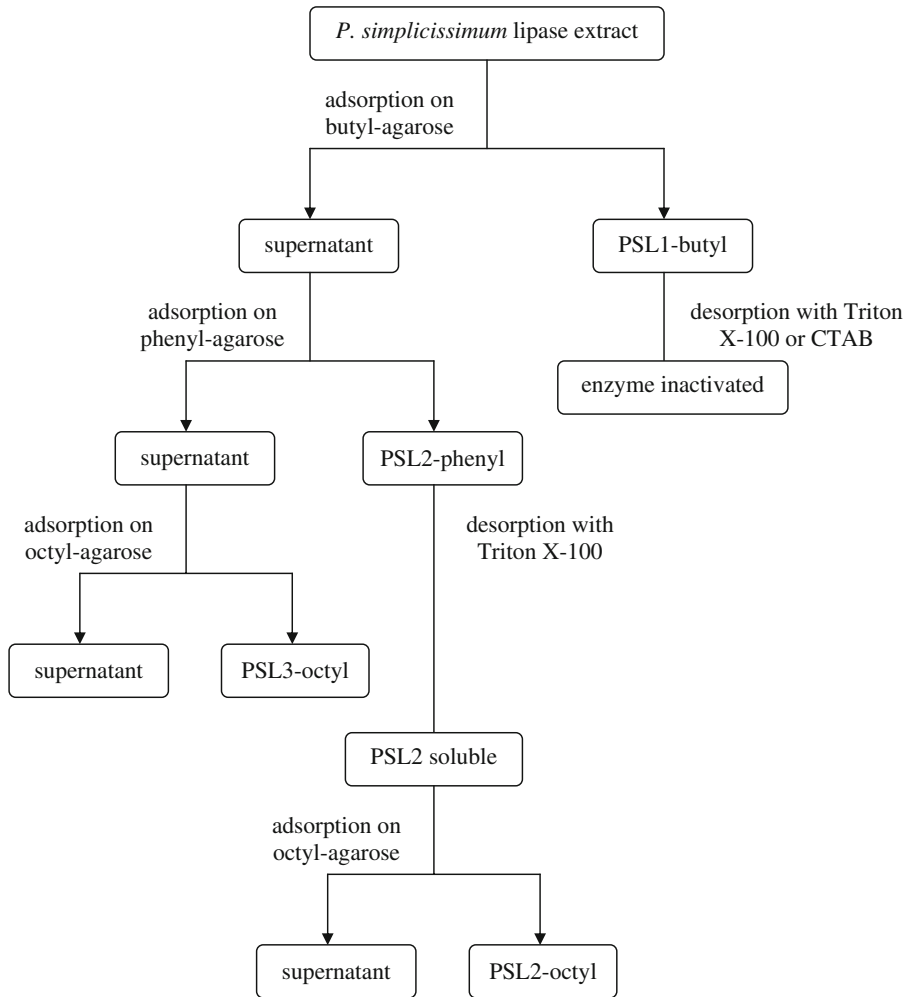 P. simplicissimum lipase extract
adsorption on
butyl-agarose
supernatant
PSL1-butyl
adsorption on
phenyl-agarose
desorption with Triton
X-100 or CTAB
enzyme inactivated
supernatant
PSL2-phenyl
adsorption on
octyl-agarose
desorption with
Triton X-100
supernatant
PSL3-octyl
PSL2 soluble
adsorption on
octyl-agarose
supernatant
PSL2-octyl